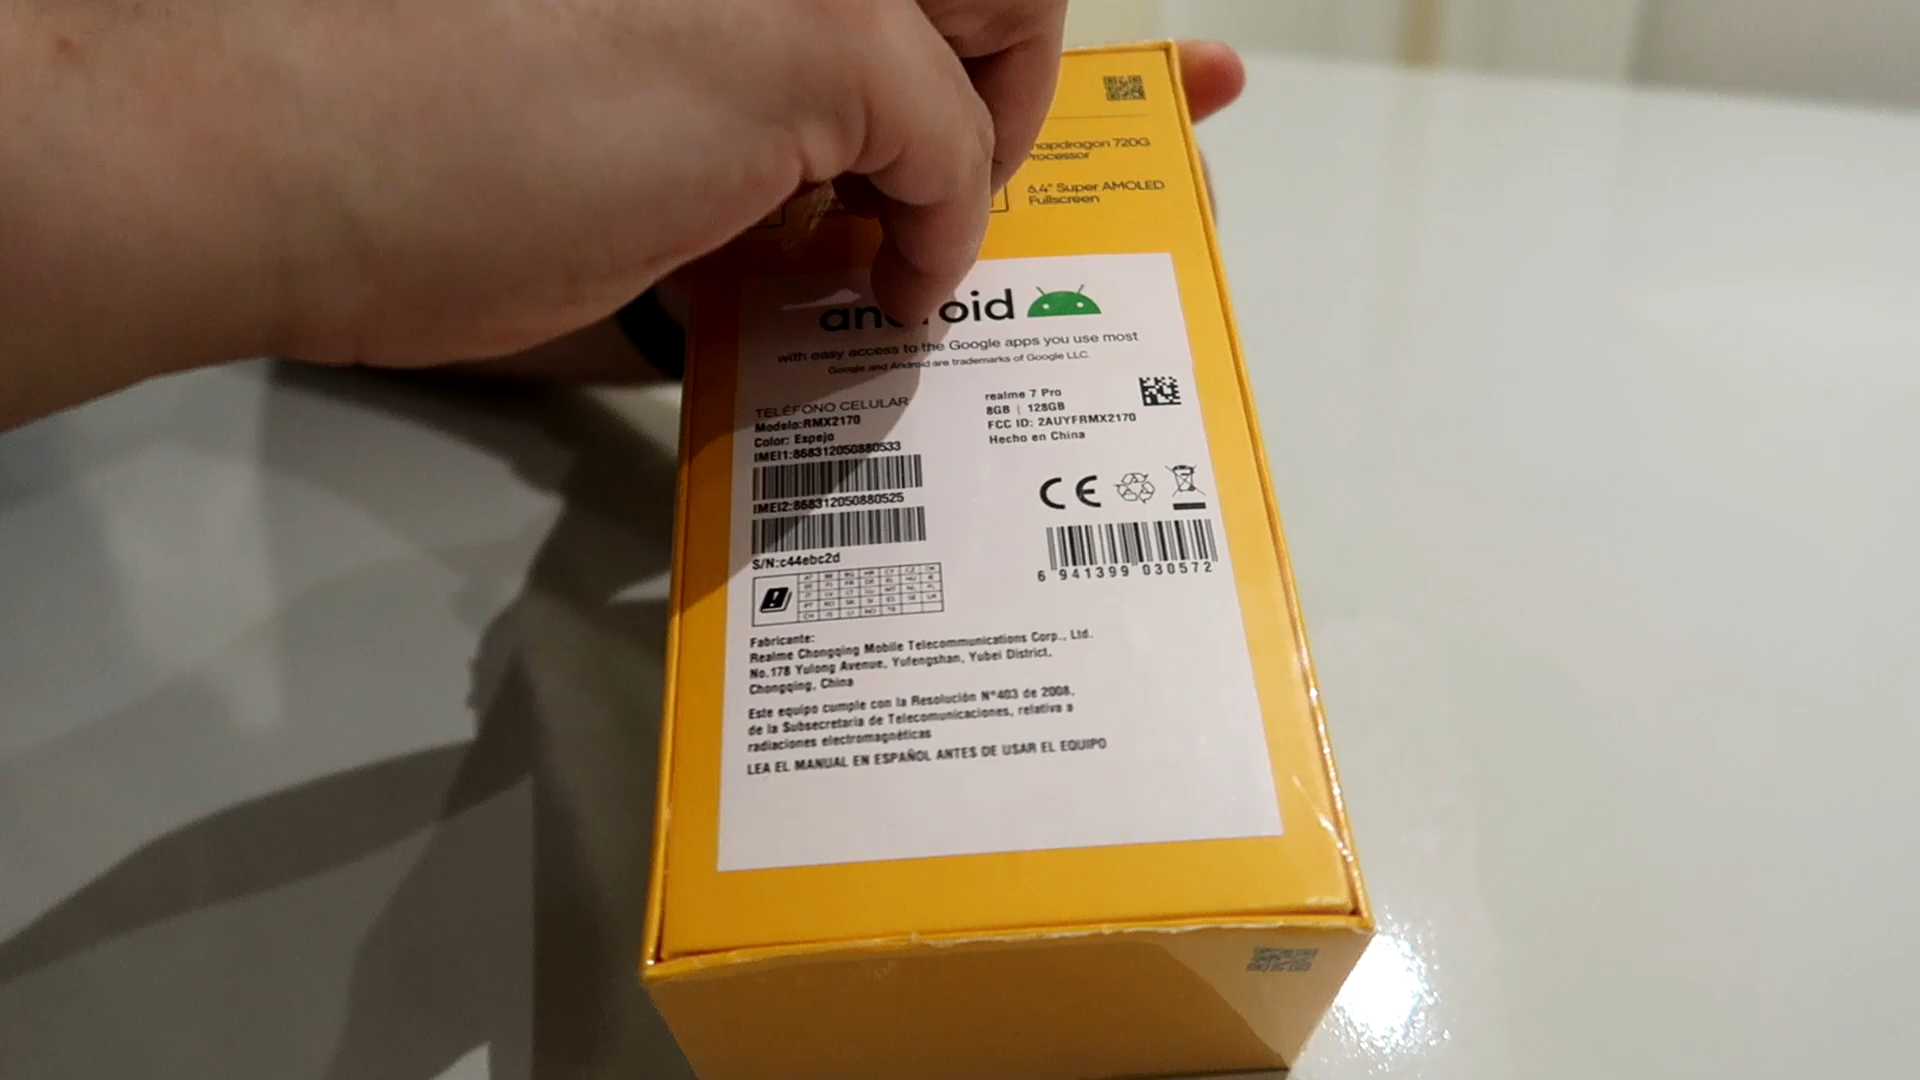 720G
6,4" Super AMOLED
Fullscreen
oid
with easy access to the Google apps you use most
Google and Android are trademarks of Google LLC.
TELÉFONO CELULAR
Modelo:RMX2170
Color: Espejo
IMEI1:868312050880533
IMEI2:868312050880525
S/N:c44ebc2d
realme 7 Pro
8GB | 128GB
FCC ID: 2AUYFRMX2170
Hecho en China
CE
6 941399 030572
Fabricante:
Realme Chongqing Mobile Telecommunications Corp., Ltd.
No.178 Yulong Avenue, Yufengshan, Yubei District,
Chongqing, China
Este equipo cumple con la Resolución N°403 de 2008,
de la Subsecretaria de Telecomunicaciones, relativa a
radiaciones electromagnéticas
LEA EL MANUAL EN ESPAÑOL ANTES DE USAR EL EQUIPO